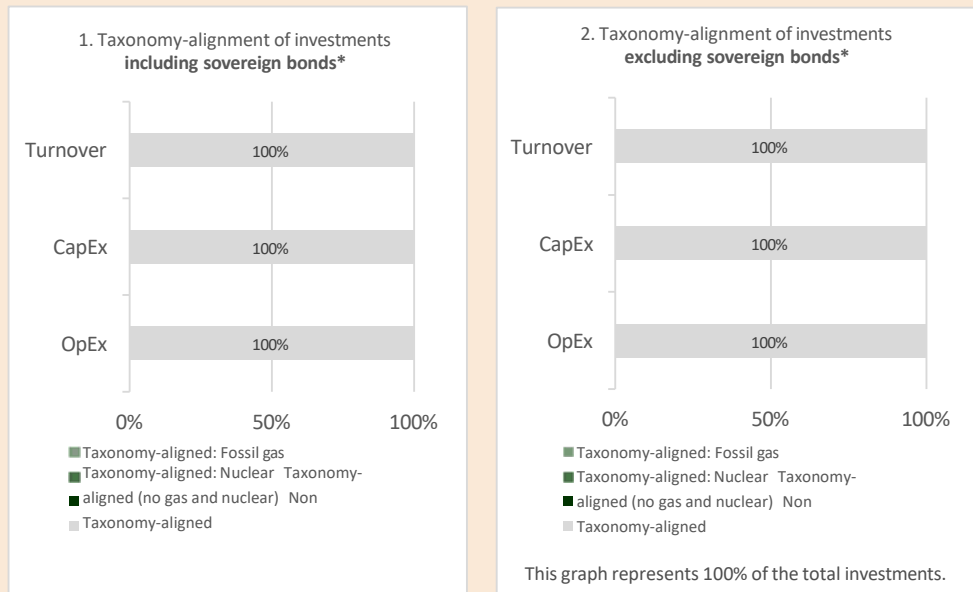 1. Taxonomy-alignment of investments
including sovereign bonds*
Turnover
100%
CapEx
100%
OpEx
100%
0% 50% 100%
Taxonomy-aligned: Fossil gas
Taxonomy-aligned: Nuclear Taxonomy-
aligned (no gas and nuclear) Non
Taxonomy-aligned
2. Taxonomy-alignment of investments
excluding sovereign bonds*
Turnover
100%
CapEx
100%
OpEx
100%
0% 50% 100%
Taxonomy-aligned: Fossil gas
Taxonomy-aligned: Nuclear Taxonomy-
aligned (no gas and nuclear) Non
Taxonomy-aligned
This graph represents 100% of the total investments.